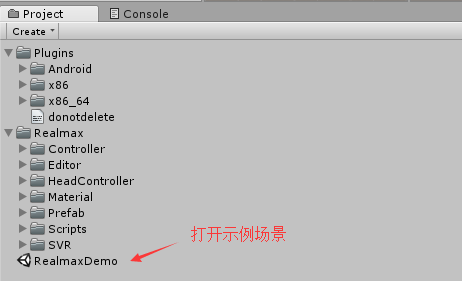 Project
Console
Create
Plugins
Android
x86
x86_64
donotdelete
Realmax
Controller
Editor
HeadController
Material
Prefab
Scripts
打开示例场景
SVR
RealmaxDemo